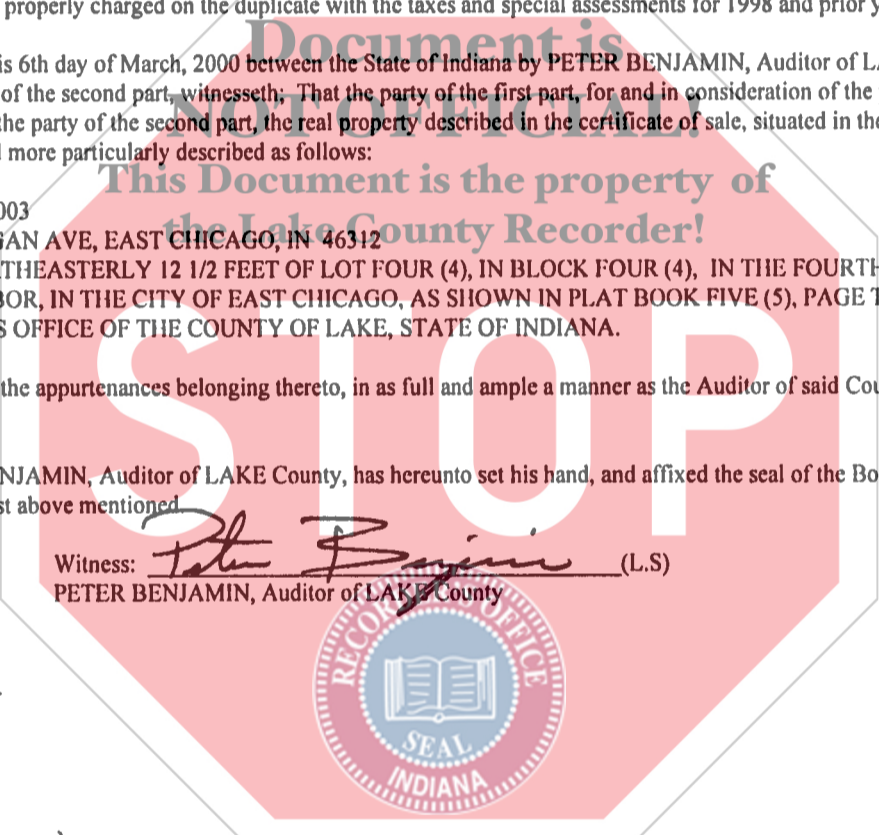 properly charged on the duplicate with the taxes and special assessments for 1998 and prior y
Document is
is 6th day of March, 2000 between the State of Indiana by PETER BENJAMIN, Auditor of LA
of the second part, witnesseth; That the party of the first part, for and in consideration of the
NOT OFFICIAL!
the party of the second part, the real property described in the certificate of sale, situated in the
more particularly described as follows:
This Document is the property of
003
the Lake County Recorder!
GAN AVE, EAST CHICAGO, IN 46312
THEASTERLY 12 1/2 FEET OF LOT FOUR (4), IN BLOCK FOUR (4), IN THE FOURTH
BOR, IN THE CITY OF EAST CHICAGO, AS SHOWN IN PLAT BOOK FIVE (5), PAGE T
S OFFICE OF THE COUNTY OF LAKE, STATE OF INDIANA.
STOP
the appurtenances belonging thereto, in as full and ample a manner as the Auditor of said Cou
NJAMIN, Auditor of LAKE County, has hereunto set his hand, and affixed the seal of the Bo
st above mentioned.
Witness: Peter Benjamin (L.S)
PETER BENJAMIN, Auditor of LAKE County
RECORDER'S OFFICE
SEAL
INDIANA